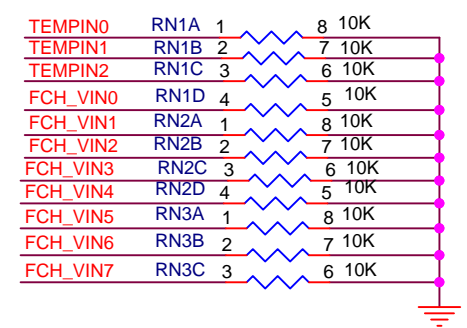 TEMPIN0 RN1A 1 8 10K
TEMPIN1 RN1B 2 7 10K
TEMPIN2 RN1C 3 6 10K
FCH_VIN0 RN1D 4 5 10K
FCH_VIN1 RN2A 1 8 10K
FCH_VIN2 RN2B 2 7 10K
FCH_VIN3 RN2C 3 6 10K
FCH_VIN4 RN2D 4 5 10K
FCH_VIN5 RN3A 1 8 10K
FCH_VIN6 RN3B 2 7 10K
FCH_VIN7 RN3C 3 6 10K